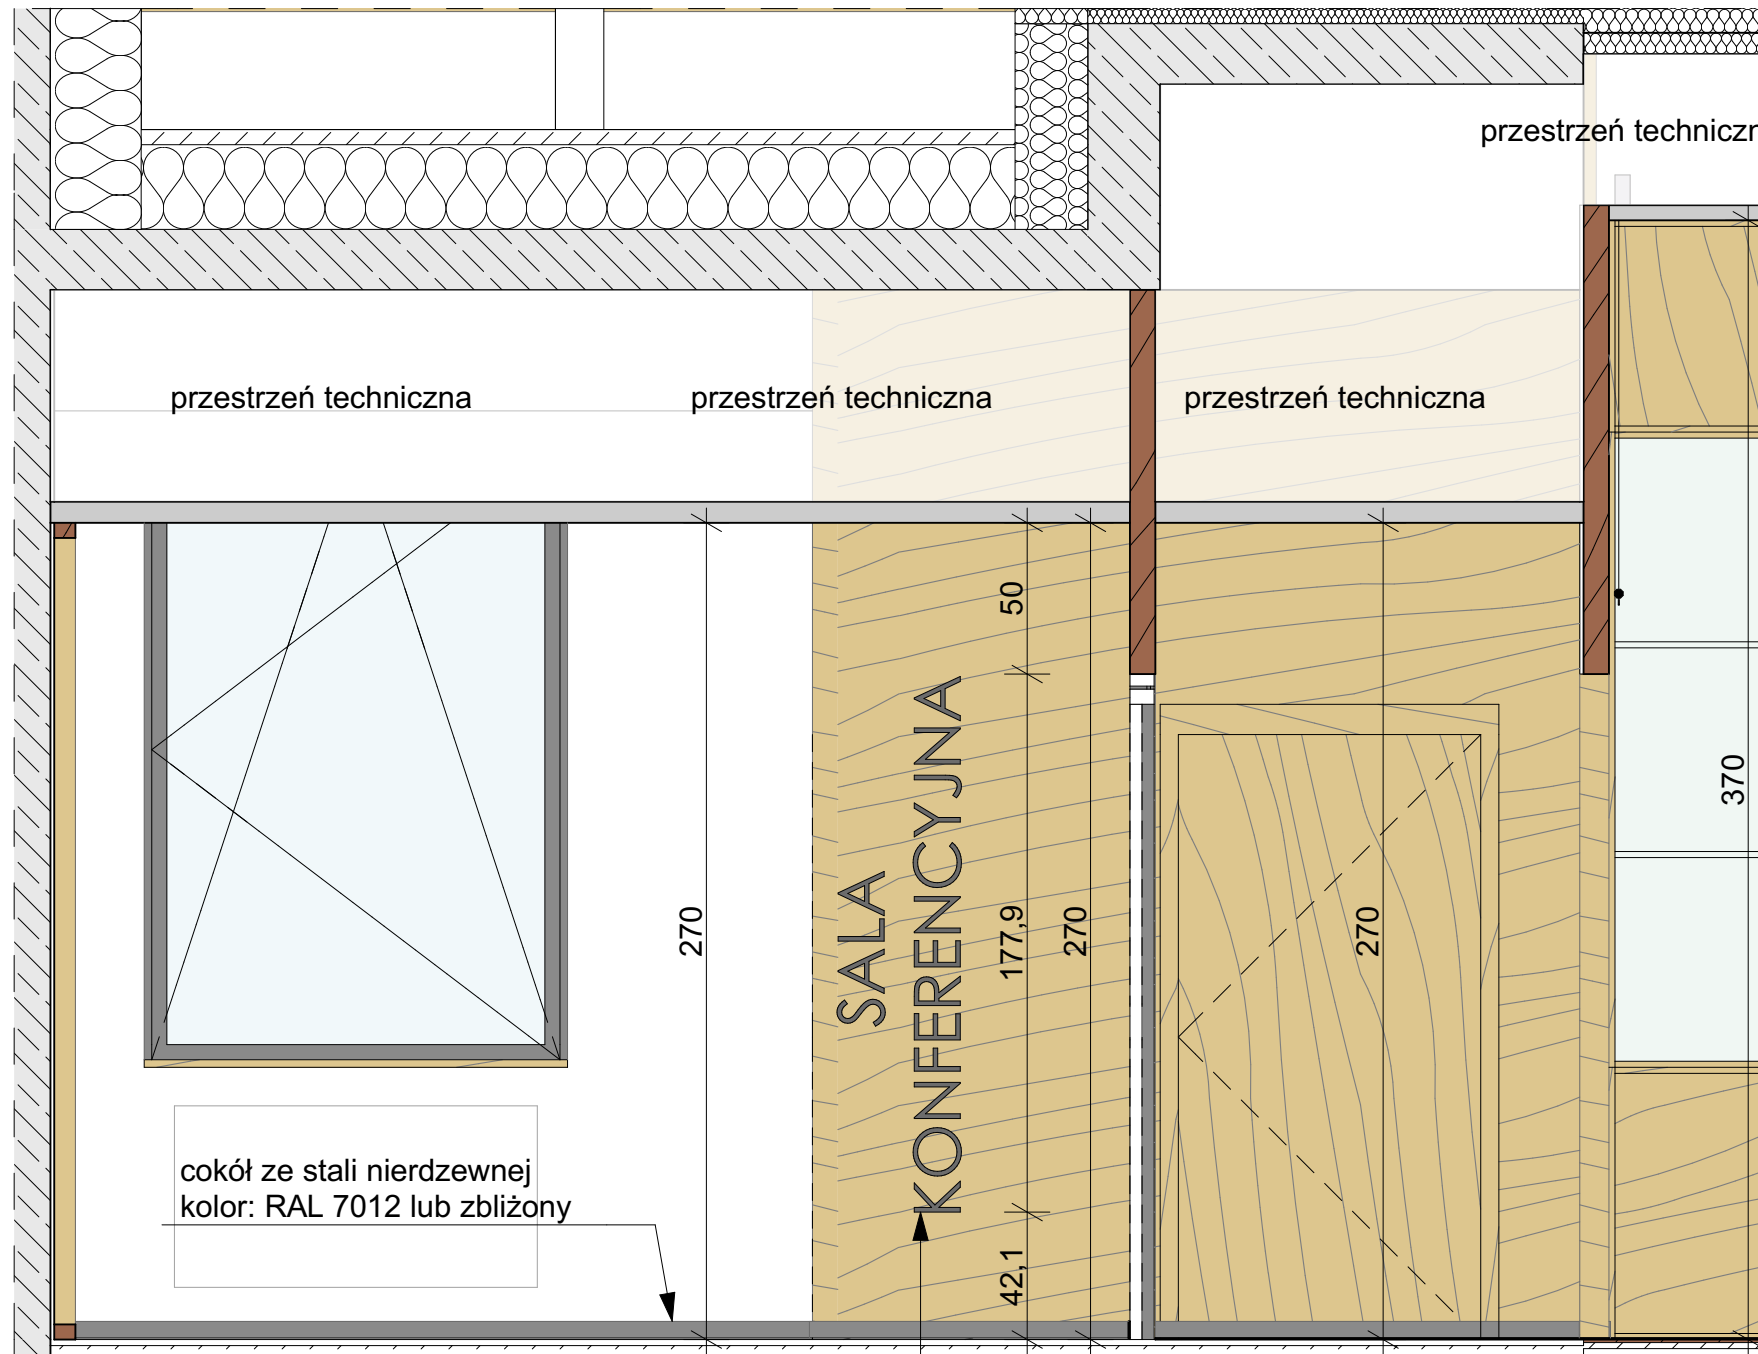 przestrzeń techniczn
przestrzeń techniczna
przestrzeń techniczna
przestrzeń techniczna
50
370
270
177,9
270
270
SALA
KONFERENCYJNA
cokół ze stali nierdzewnej
kolor: RAL 7012 lub zbliżony
42,1